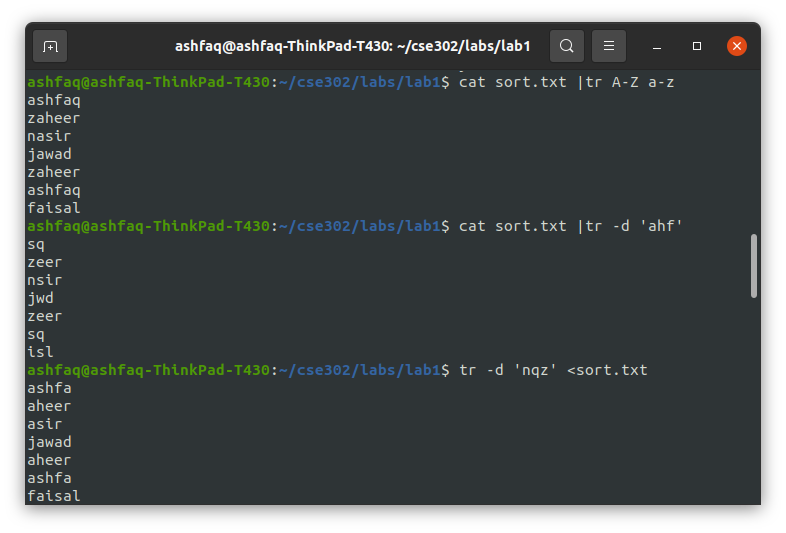 ashfaq@ashfaq-ThinkPad-T430: ~/cse302/labs/lab1
ashfaq@ashfaq-ThinkPad-T430:~/cse302/labs/lab1$ cat sort.txt |tr A-Z a-z
ashfaq
zaheer
nasir
jawad
zaheer
ashfaq
faisal
ashfaq@ashfaq-ThinkPad-T430:~/cse302/labs/lab1$ cat sort.txt |tr -d 'ahf'
sq
zeer
nsir
jwd
zeer
sq
isl
ashfaq@ashfaq-ThinkPad-T430:~/cse302/labs/lab1$ tr -d 'nqz' <sort.txt
ashfa
aheer
asir
jawad
aheer
ashfa
faisal